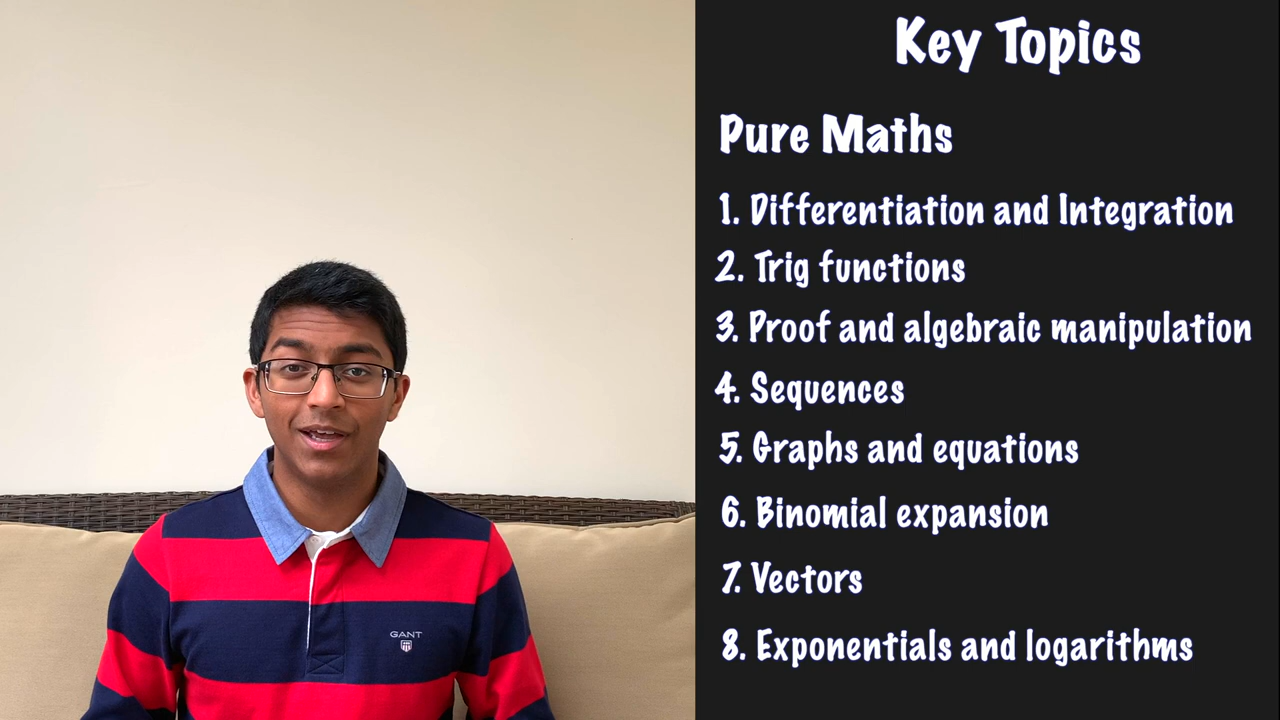 Key Topics
Pure Maths
1. Differentiation and Integration
2. Trig functions
3. Proof and algebraic manipulation
4. Sequences
5. Graphs and equations
6. Binomial expansion
7. Vectors
8. Exponentials and logarithms
GANT